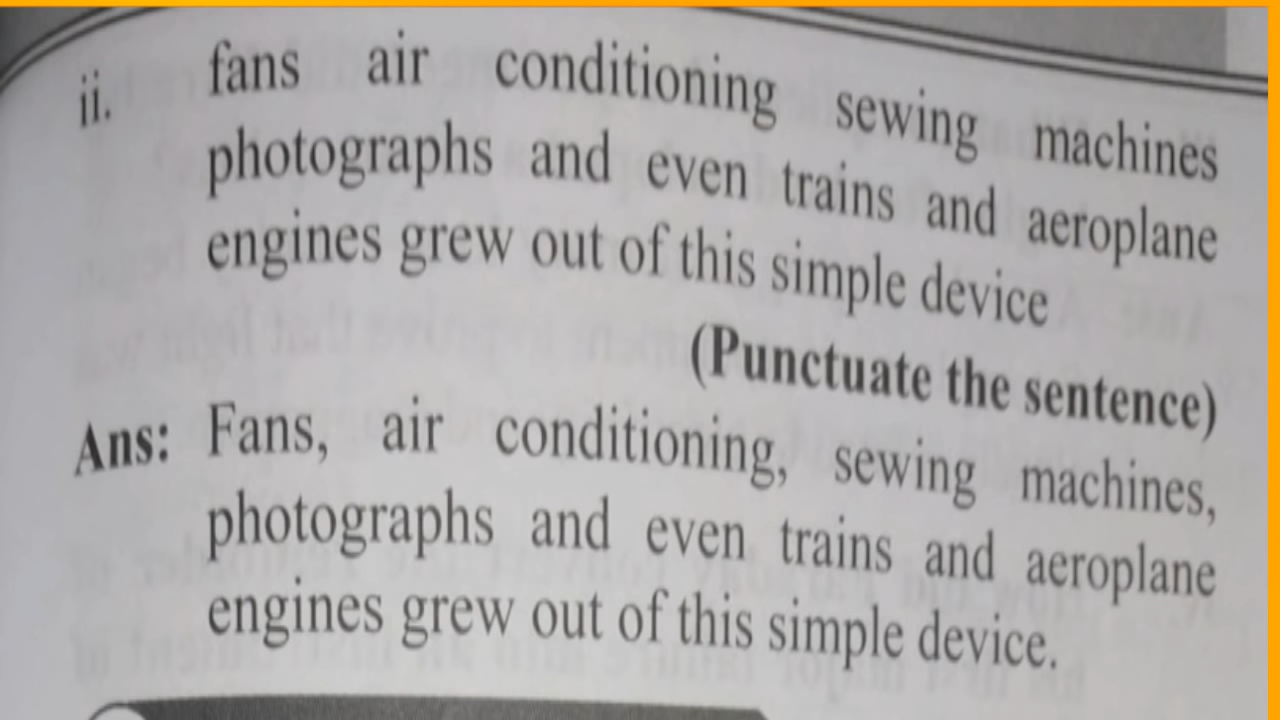 ii. fans air conditioning sewing machines
photographs and even trains and aeroplane
engines grew out of this simple device
(Punctuate the sentence)
Ans: Fans, air conditioning, sewing machines,
photographs and even trains and aeroplane
engines grew out of this simple device.